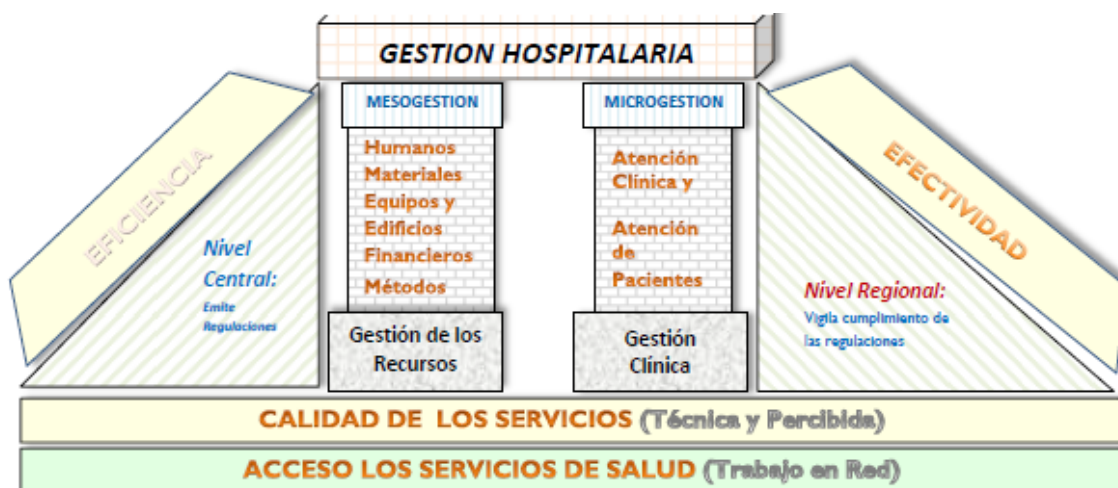 GESTION HOSPITALARIA
EFICIENCIA
Nivel
Central:
Emite
Regulaciones
MESOGESTION
Humanos
Materiales
Equipos y
Edificios
Financieros
Métodos
Gestión de los
Recursos
MICROGESTION
Atención
Clínica y
Atención
de
Pacientes
Gestión
Clínica
EFECTIVIDAD
Nivel Regional:
Vigila cumplimiento de
las regulaciones
CALIDAD DE LOS SERVICIOS (Técnica y Percibida)
ACCESO LOS SERVICIOS DE SALUD (Trabajo en Red)